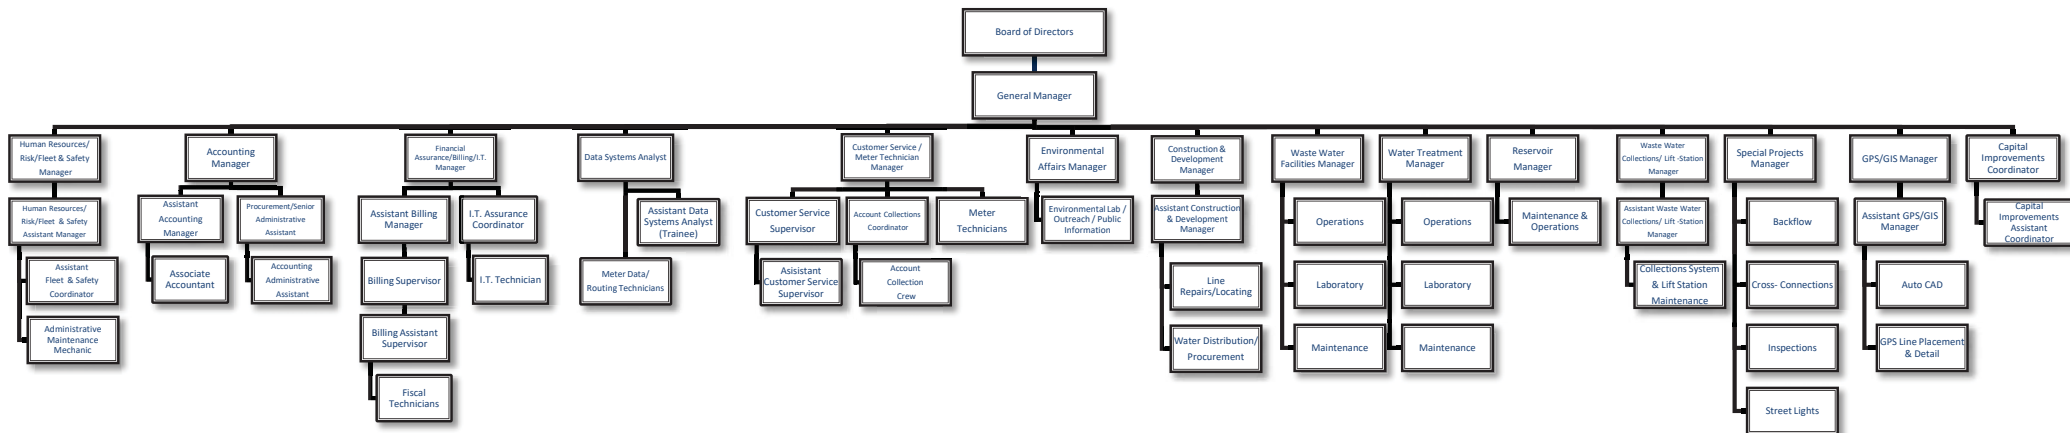 Board of Directors
General Manager
Human Resources/
Risk/Fleet & Safety
Manager
Human Resources/
Risk/Fleet & Safety
Assistant Manager
Assistant
Fleet & Safety
Coordinator
Administrative
Maintenance
Mechanic
Accounting
Manager
Assistant
Accounting
Manager
Associate
Accountant
Procurement/Senior
Administrative
Assistant
Accounting
Administrative
Assistant
Financial
Assurance/Billing/I.T.
Manager
Assistant Billing
Manager
Billing Supervisor
Billing Assistant
Supervisor
Fiscal
Technicians
I.T. Assurance
Coordinator
I.T. Technician
Data Systems Analyst
Assistant Data
Systems Analyst
(Trainee)
Meter Data/
Routing Technicians
Customer Service /
Meter Technician
Manager
Customer Service
Supervisor
Asisistant
Customer Service
Supervisor
Account Collections
Coordinator
Account
Collection
Crew
Meter
Technicians
Environmental
Affairs Manager
Environmental Lab /
Outreach / Public
Information
Construction &
Development
Manager
Assistant Construction
& Development
Manager
Line
Repairs/Locating
Water Distribution/
Procurement
Waste Water
Facilities Manager
Operations
Laboratory
Maintenance
Water Treatment
Manager
Operations
Laboratory
Maintenance
Reservoir
Manager
Maintenance &
Operations
Waste Water
Collections/ Lift -Station
Manager
Assistant Waste Water
Collections/ Lift -Station
Manager
Collections System
& Lift Station
Maintenance
Special Projects
Manager
Backflow
Cross- Connections
Inspections
Street Lights
GPS/GIS Manager
Assistant GPS/GIS
Manager
Auto CAD
GPS Line Placement
& Detail
Capital
Improvements
Coordinator
Capital
Improvements
Assistant
Coordinator